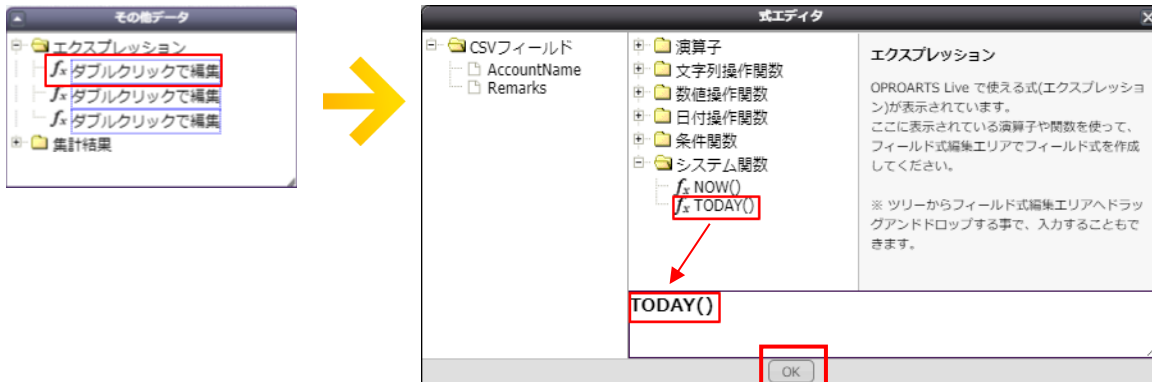 その他データ
エクスプレッション
fx ダブルクリックで編集
fx ダブルクリックで編集
fx ダブルクリックで編集
集計結果
式エディタ
CSVフィールド
AccountName
Remarks
演算子
文字列操作関数
数値操作関数
日付操作関数
条件関数
システム関数
fx NOW()
fx TODAY()
エクスプレッション
OPROARTS Live で使える式(エクスプレッショ
ン)が表示されています。
ここに表示されている演算子や関数を使って、
フィールド式編集エリアでフィールド式を作成
してください。
※ ツリーからフィールド式編集エリアへドラッ
グアンドドロップする事で、入力することもで
きます。
TODAY()
OK